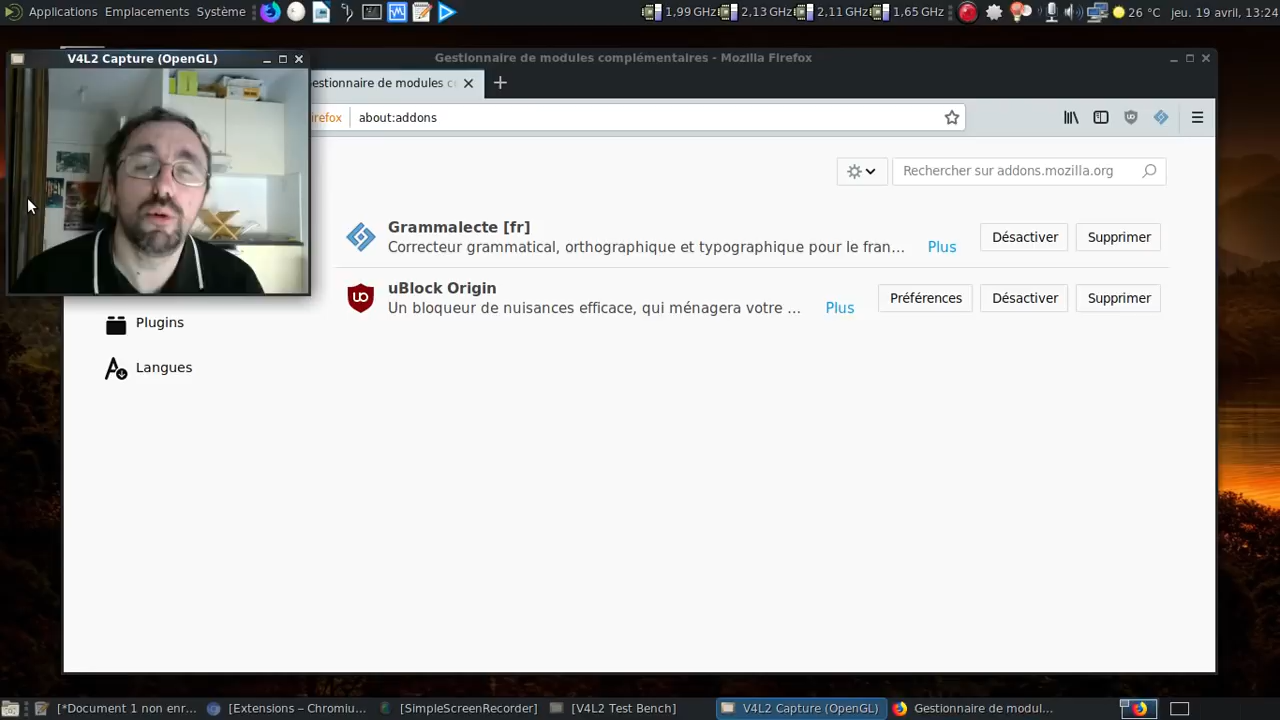 Applications Emplacements Système
1,99 GHz 2,13 GHz 2,11 GHz 1,65 GHz 26 °C jeu. 19 avril, 13:24
V4L2 Capture (OpenGL)
Gestionnaire de modules complémentaires - Mozilla Firefox
estionnaire de modules c
irefox about:addons
Rechercher sur addons.mozilla.org
Grammalecte [fr]
Correcteur grammatical, orthographique et typographique pour le fran… Plus
Désactiver Supprimer
uBlock Origin
Un bloqueur de nuisances efficace, qui ménagera votre … Plus
Préférences Désactiver Supprimer
Plugins
Langues
[*Document 1 non enr... [Extensions – Chromiu... [SimpleScreenRecorder] [V4L2 Test Bench] V4L2 Capture (OpenGL) Gestionnaire de modul...